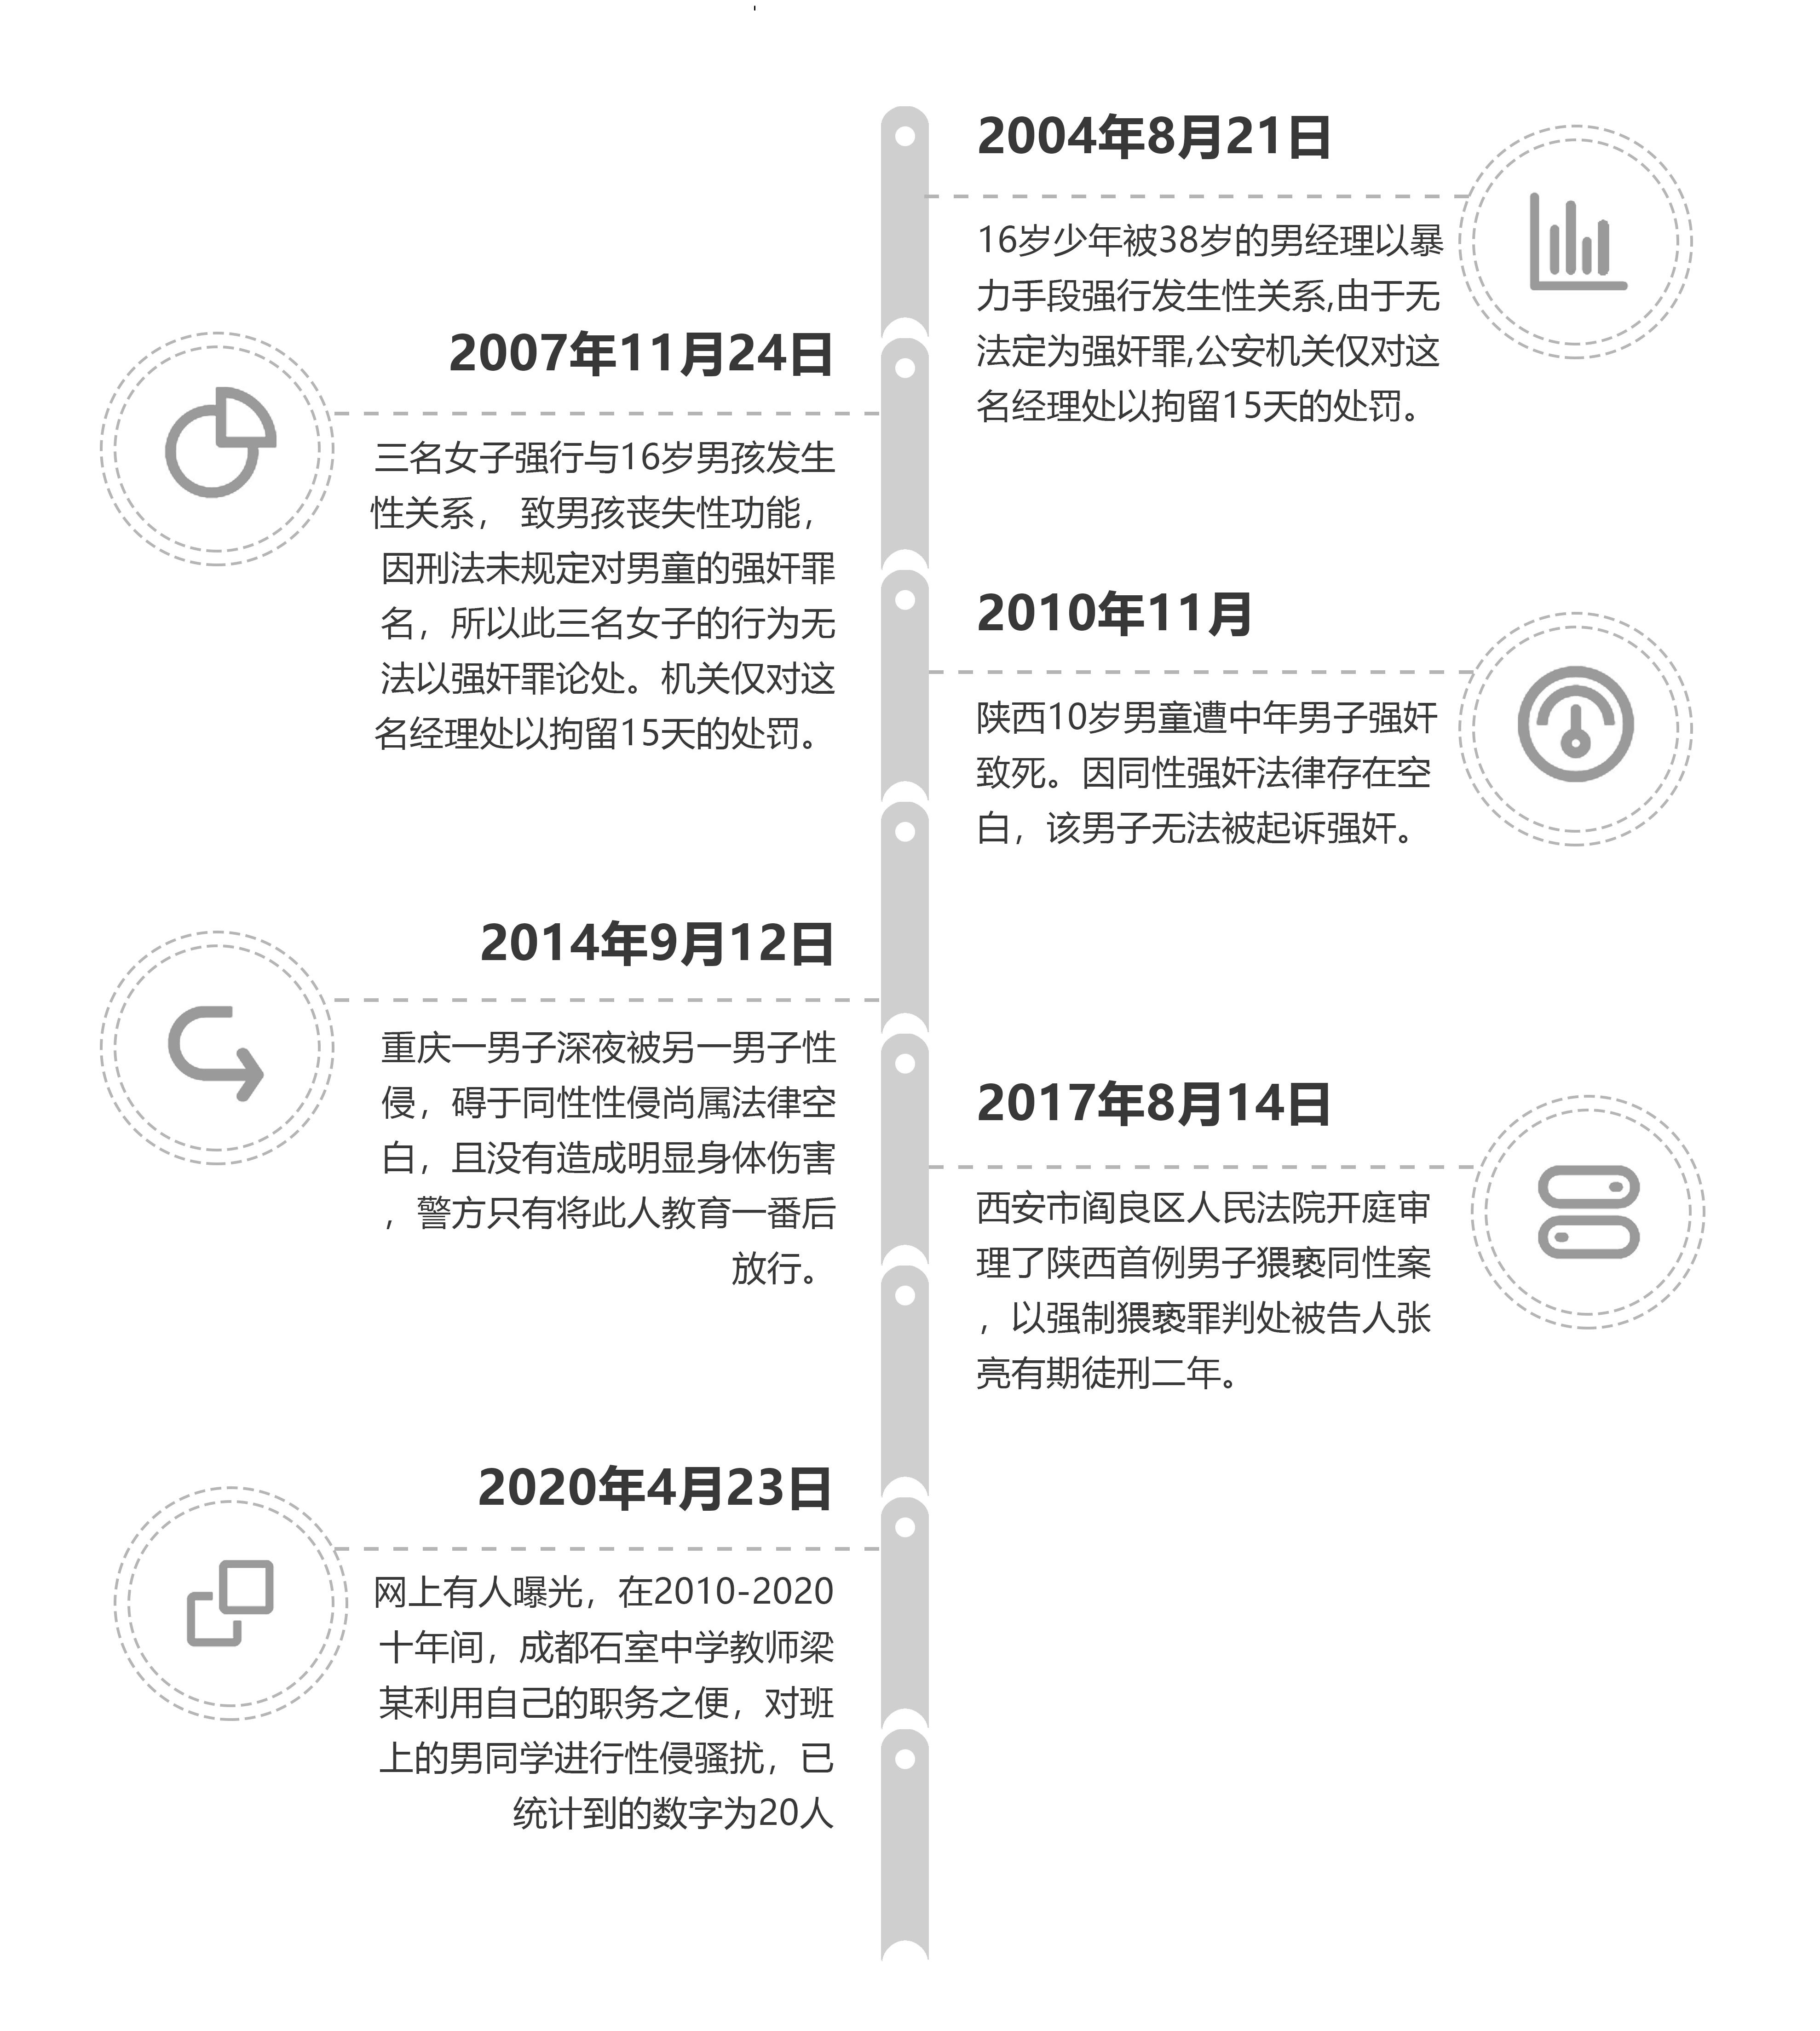 2004年8月21日
16岁少年被38岁的男经理以暴
力手段强行发生性关系,由于无
法定为强奸罪,公安机关仅对这
名经理处以拘留15天的处罚。
2007年11月24日
三名女子强行与16岁男孩发生
性关系， 致男孩丧失性功能，
因刑法未规定对男童的强奸罪
名，所以此三名女子的行为无
法以强奸罪论处。机关仅对这
名经理处以拘留15天的处罚。
2010年11月
陕西10岁男童遭中年男子强奸
致死。因同性强奸法律存在空
白，该男子无法被起诉强奸。
2014年9月12日
重庆一男子深夜被另一男子性
侵，碍于同性性侵尚属法律空
白，且没有造成明显身体伤害
，警方只有将此人教育一番后
放行。
2017年8月14日
西安市阎良区人民法院开庭审
理了陕西首例男子猥亵同性案
，以强制猥亵罪判处被告人张
亮有期徒刑二年。
2020年4月23日
网上有人曝光，在2010-2020
十年间，成都石室中学教师梁
某利用自己的职务之便，对班
上的男同学进行性侵骚扰，已
统计到的数字为20人